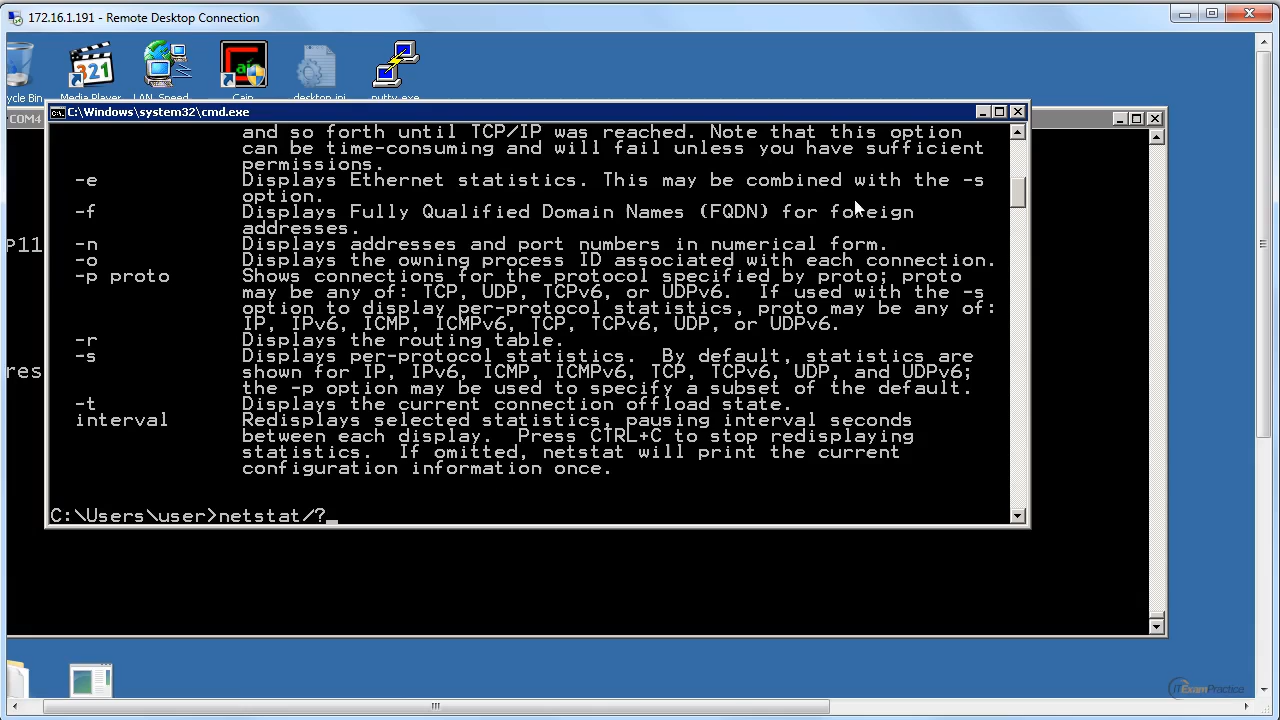 172.16.1.191 - Remote Desktop Connection
321
cycle Bin
Media Player
LAN_Speed
Cain
desktop.ini
putty.exe
COM4
C:\Windows\system32\cmd.exe
and so forth until TCP/IP was reached. Note that this option
can be time-consuming and will fail unless you have sufficient
permissions.
-e Displays Ethernet statistics. This may be combined with the -s
option.
-f Displays Fully Qualified Domain Names (FQDN) for foreign
addresses.
-n Displays addresses and port numbers in numerical form.
-o Displays the owning process ID associated with each connection.
-p proto Shows connections for the protocol specified by proto; proto
may be any of: TCP, UDP, TCPv6, or UDPv6.  If used with the -s
option to display per-protocol statistics, proto may be any of:
IP, IPv6, ICMP, ICMPv6, TCP, TCPv6, UDP, or UDPv6.
-r Displays the routing table.
-s Displays per-protocol statistics.  By default, statistics are
shown for IP, IPv6, ICMP, ICMPv6, TCP, TCPv6, UDP, and UDPv6;
the -p option may be used to specify a subset of the default.
-t Displays the current connection offload state.
interval Redisplays selected statistics, pausing interval seconds
between each display.  Press CTRL+C to stop redisplaying
statistics.  If omitted, netstat will print the current
configuration information once.
P11
res
C:\Users\user>netstat/?_
ITExamPractice